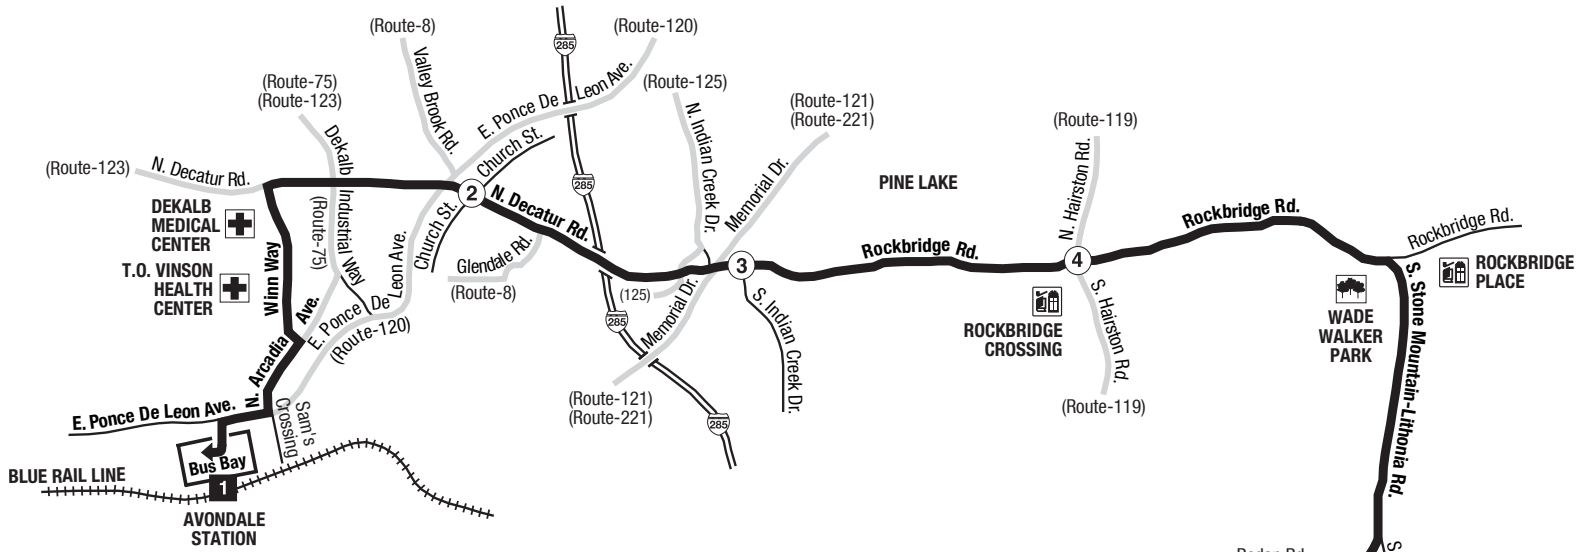 (Route-8)
(Route-120)
285
(Route-75)
(Route-123)
Valley Brook Rd.
E. Ponce De Leon Ave.
(Route-125)
(Route-121)
(Route-221)
(Route-119)
Dekalb Industrial Way
Church St.
N. Indian Creek Dr.
Memorial Dr.
N. Hairston Rd.
(Route-123)
N. Decatur Rd.
PINE LAKE
285
2
N. Decatur Rd.
Rockbridge Rd.
Rockbridge Rd.
DEKALB
MEDICAL
CENTER
(Route-75)
Church St.
Glendale Rd.
(Route-8)
3
Rockbridge Rd.
4
T.O. VINSON
HEALTH
CENTER
Winn Way
N. Arcadia Ave.
E. Ponce De Leon Ave.
(Route-120)
(125)
285
Memorial Dr.
S. Indian Creek Dr.
ROCKBRIDGE
CROSSING
S. Hairston Rd.
WADE
WALKER
PARK
S. Stone Mountain-Lithonia Rd.
ROCKBRIDGE
PLACE
(Route-121)
(Route-221)
(Route-119)
E. Ponce De Leon Ave.
Sam's
Crossing
285
Bus Bay
BLUE RAIL LINE
1
AVONDALE
STATION
S